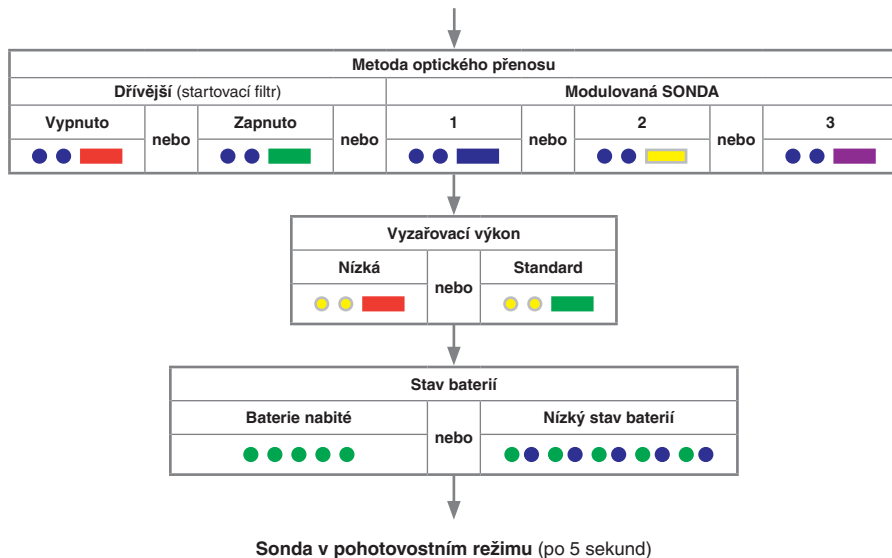 Metoda optického přenosu
Dřívější (startovací filtr) Modulovaná SONDA
Vypnuto nebo Zapnuto nebo 1 nebo 2 nebo 3
Vyzařovací výkon
Nízká nebo Standard
Stav baterií
Baterie nabité nebo Nízký stav baterií
Sonda v pohotovostním režimu (po 5 sekund)